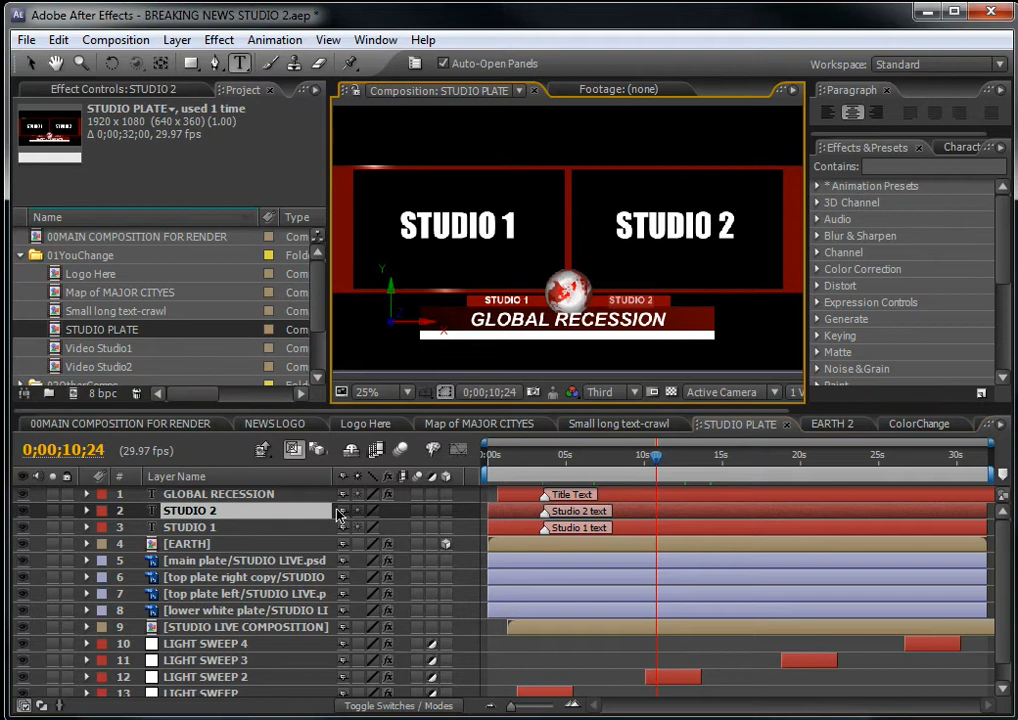 Adobe After Effects - BREAKING NEWS STUDIO 2.aep *
File Edit Composition Layer Effect Animation View Window Help
Auto-Open Panels
Workspace: Standard
Effect Controls: STUDIO 2
Project
STUDIO PLATE, used 1 time
1920 x 1080 (640 x 360) (1.00)
Δ 0;00;32;00, 29.97 fps
Name
Type
00MAIN COMPOSITION FOR RENDER
Com
01YouChange
Folde
Logo Here
Com
Map of MAJOR CITYES
Com
Small long text-crawl
Com
STUDIO PLATE
Com
Video Studio1
Com
Video Studio2
Com
8 bpc
Composition: STUDIO PLATE
Footage: (none)
STUDIO 1
STUDIO 2
Y
Z
X
STUDIO 1
STUDIO 2
GLOBAL RECESSION
25%
0;00;10;24
Third
Active Camera
1 V
Paragraph
Effects & Presets
Charact
Contains:
* Animation Presets
3D Channel
Audio
Blur & Sharpen
Channel
Color Correction
Distort
Expression Controls
Generate
Keying
Matte
Noise & Grain
00MAIN COMPOSITION FOR RENDER
NEWS LOGO
Logo Here
Map of MAJOR CITYES
Small long text-crawl
STUDIO PLATE
EARTH 2
ColorChange
0;00;10;24
(29.97 fps)
0:00s
05s
10s
15s
20s
25s
30s
#
Layer Name
1 GLOBAL RECESSION
Title Text
2 STUDIO 2
Studio 2 text
3 STUDIO 1
Studio 1 text
4 [EARTH]
5 [main plate/STUDIO LIVE.psd
6 [top plate right copy/STUDIO
7 [top plate left/STUDIO LIVE.p
8 [lower white plate/STUDIO LI
9 [STUDIO LIVE COMPOSITION]
10 LIGHT SWEEP 4
11 LIGHT SWEEP 3
12 LIGHT SWEEP 2
13 LIGHT SWEEP
Toggle Switches / Modes